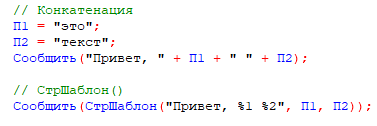 // Конкатенация
П1 = "это";
П2 = "текст";
Сообщить("Привет, " + П1 + " " + П2);
// СтрШаблон()
Сообщить(СтрШаблон("Привет, %1 %2", П1, П2));